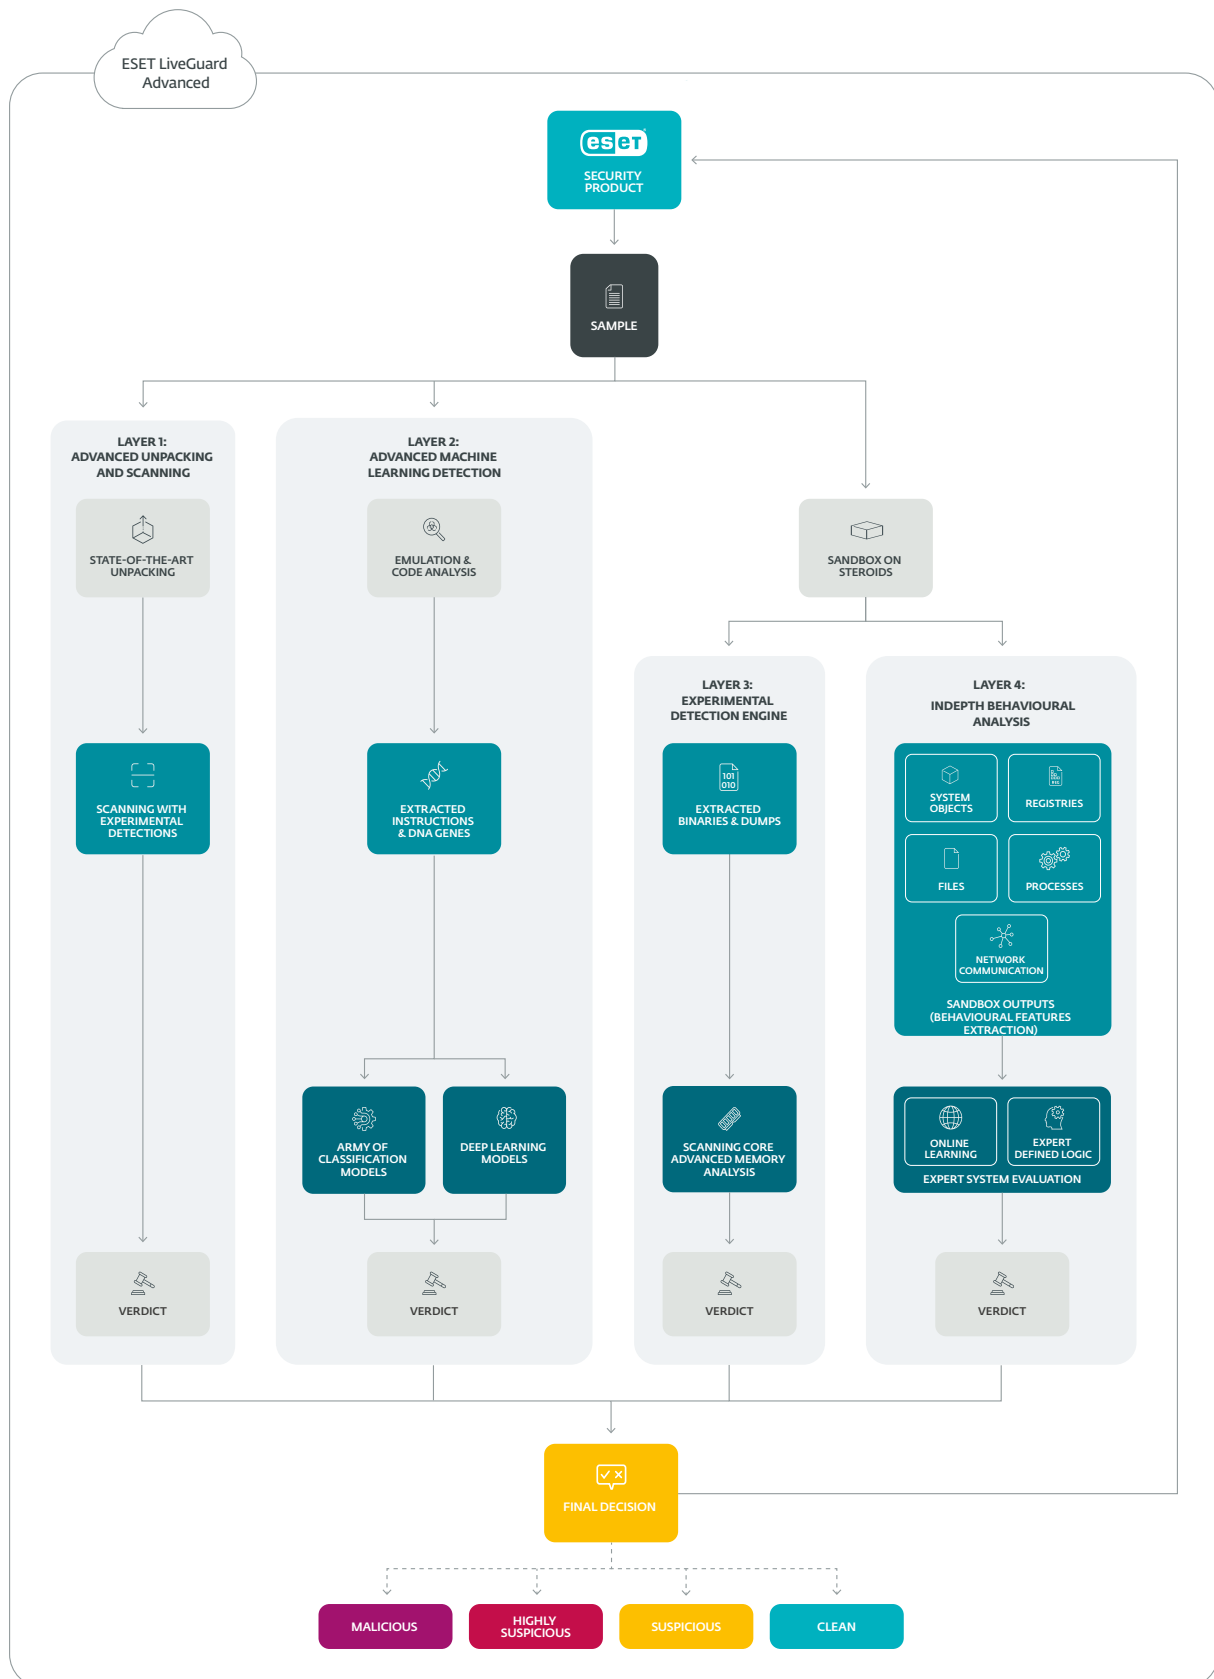 ESET LiveGuard
Advanced
eseT
SECURITY
PRODUCT
SAMPLE
LAYER 1:
ADVANCED UNPACKING
AND SCANNING
STATE-OF-THE-ART
UNPACKING
SCANNING WITH
EXPERIMENTAL
DETECTIONS
VERDICT
LAYER 2:
ADVANCED MACHINE
LEARNING DETECTION
EMULATION &
CODE ANALYSIS
EXTRACTED
INSTRUCTIONS
& DNA GENES
ARMY OF
CLASSIFICATION
MODELS
DEEP LEARNING
MODELS
VERDICT
SANDBOX ON
STEROIDS
LAYER 3:
EXPERIMENTAL
DETECTION ENGINE
101
010
EXTRACTED
BINARIES & DUMPS
SCANNING CORE
ADVANCED MEMORY
ANALYSIS
VERDICT
LAYER 4:
INDEPTH BEHAVIOURAL
ANALYSIS
SYSTEM
OBJECTS
REGISTRIES
FILES
PROCESSES
NETWORK
COMMUNICATION
SANDBOX OUTPUTS
(BEHAVIOURAL FEATURES
EXTRACTION)
ONLINE
LEARNING
EXPERT
DEFINED LOGIC
EXPERT SYSTEM EVALUATION
VERDICT
FINAL DECISION
MALICIOUS
HIGHLY
SUSPICIOUS
SUSPICIOUS
CLEAN